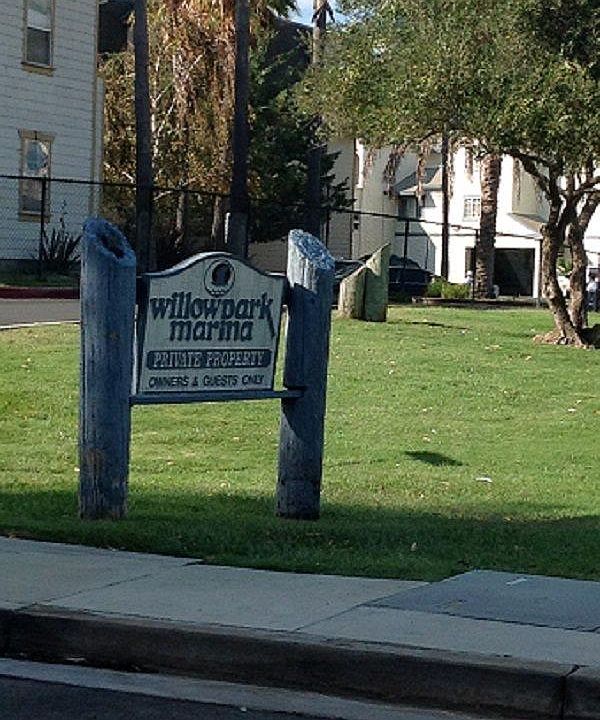 willowpark
marina
PRIVATE PROPERTY
OWNERS & GUESTS ONLY